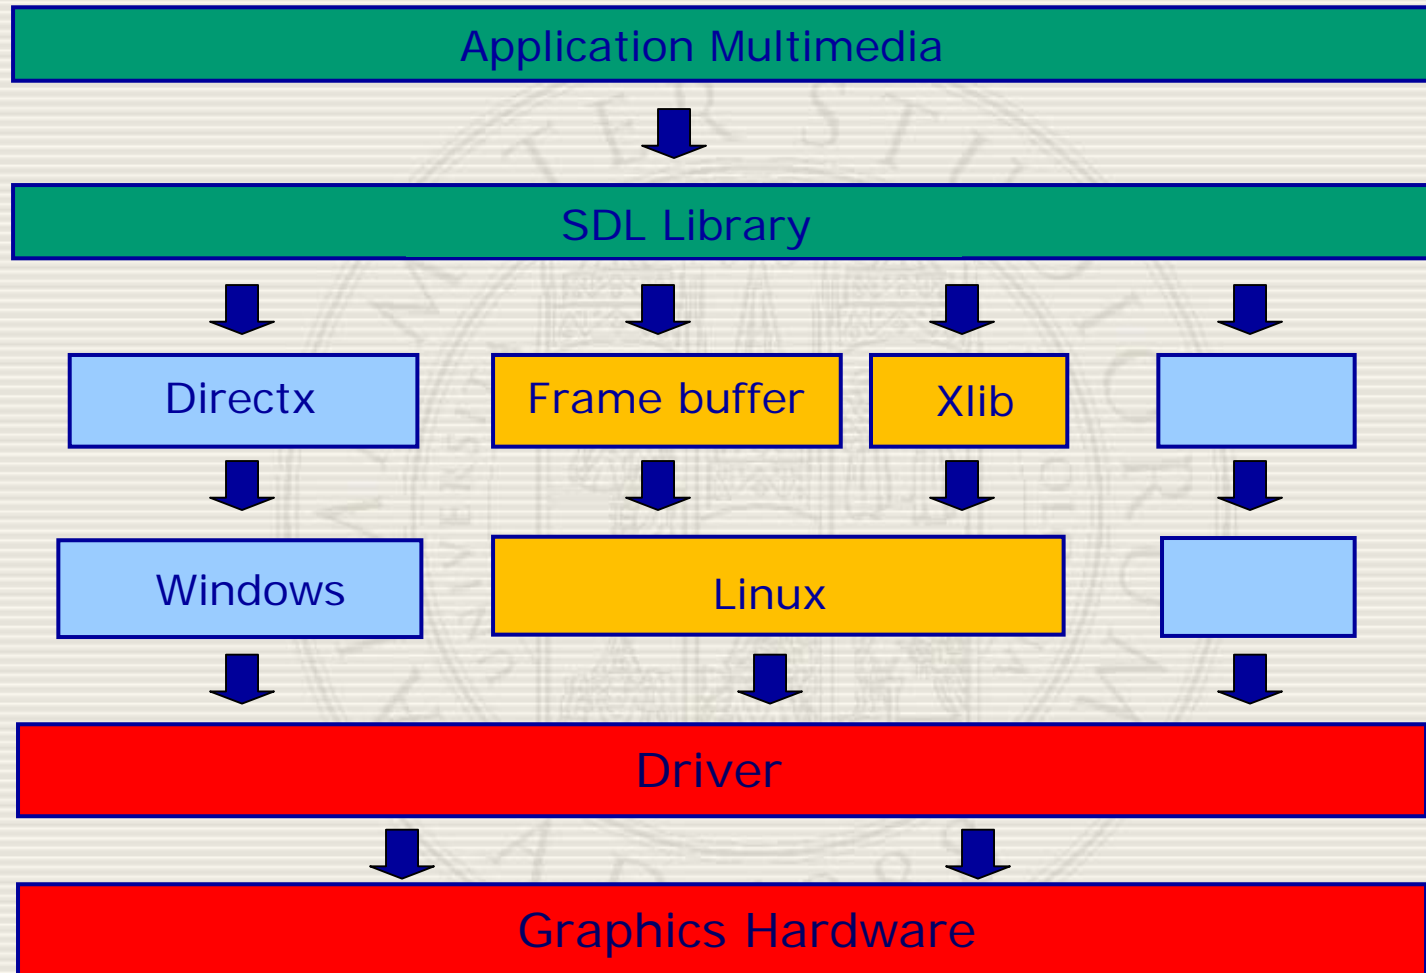 Application Multimedia
SDL Library
Directx
Frame buffer
Xlib
Windows
Linux
Driver
Graphics Hardware